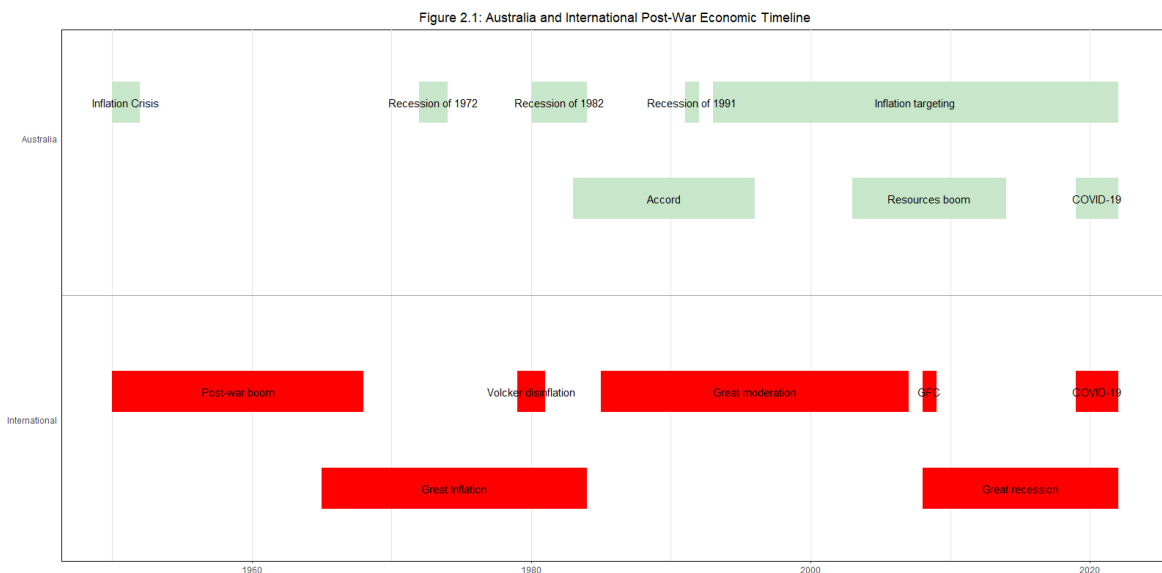 Figure 2.1: Australia and International Post-War Economic Timeline
Inflation Crisis
Recession of 1972
Recession of 1982
Recession of 1991
Inflation targeting
Australia
Accord
Resources boom
COVID-19
Post-war boom
Volcker disinflation
Great moderation
GFC
COVID-19
International
Great Inflation
Great recession
1960
1980
2000
2020